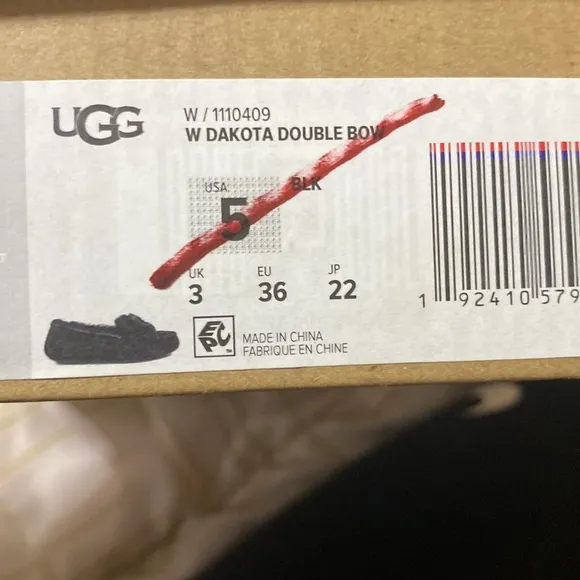 UGG
W / 1110409
W DAKOTA DOUBLE BOW
USA
BLK
5
UK EU JP
3 36 22
EPC
MADE IN CHINA
FABRIQUE EN CHINE
1 92410 579